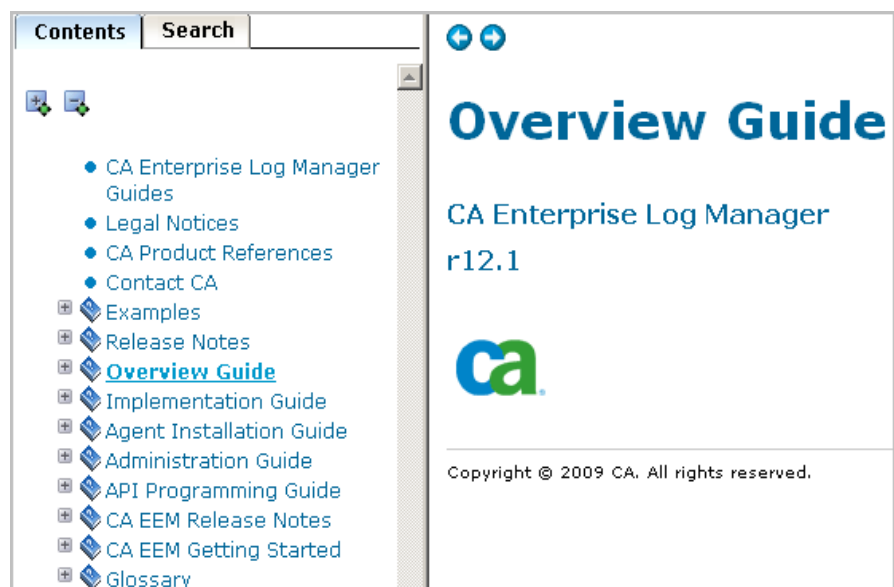 Contents
Search
CA Enterprise Log Manager
Guides
Legal Notices
CA Product References
Contact CA
Examples
Release Notes
Overview Guide
Implementation Guide
Agent Installation Guide
Administration Guide
API Programming Guide
CA EEM Release Notes
CA EEM Getting Started
Glossary
Overview Guide
CA Enterprise Log Manager
r12.1
ca
Copyright © 2009 CA. All rights reserved.